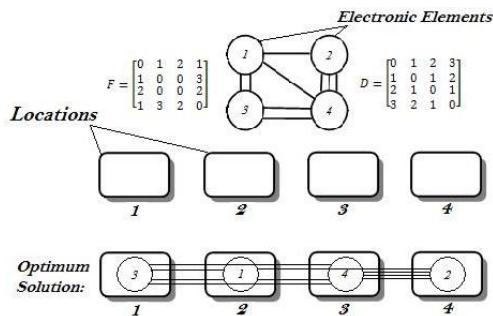 Electronic Elements
1 2
3 4
F = [0 1 2 1
1 0 0 3
2 0 0 2
1 3 2 0]
D = [0 1 2 3
1 0 1 2
2 1 0 1
3 2 1 0]
Locations
1 2 3 4
Optimum
Solution:
3 1 4 2
1 2 3 4